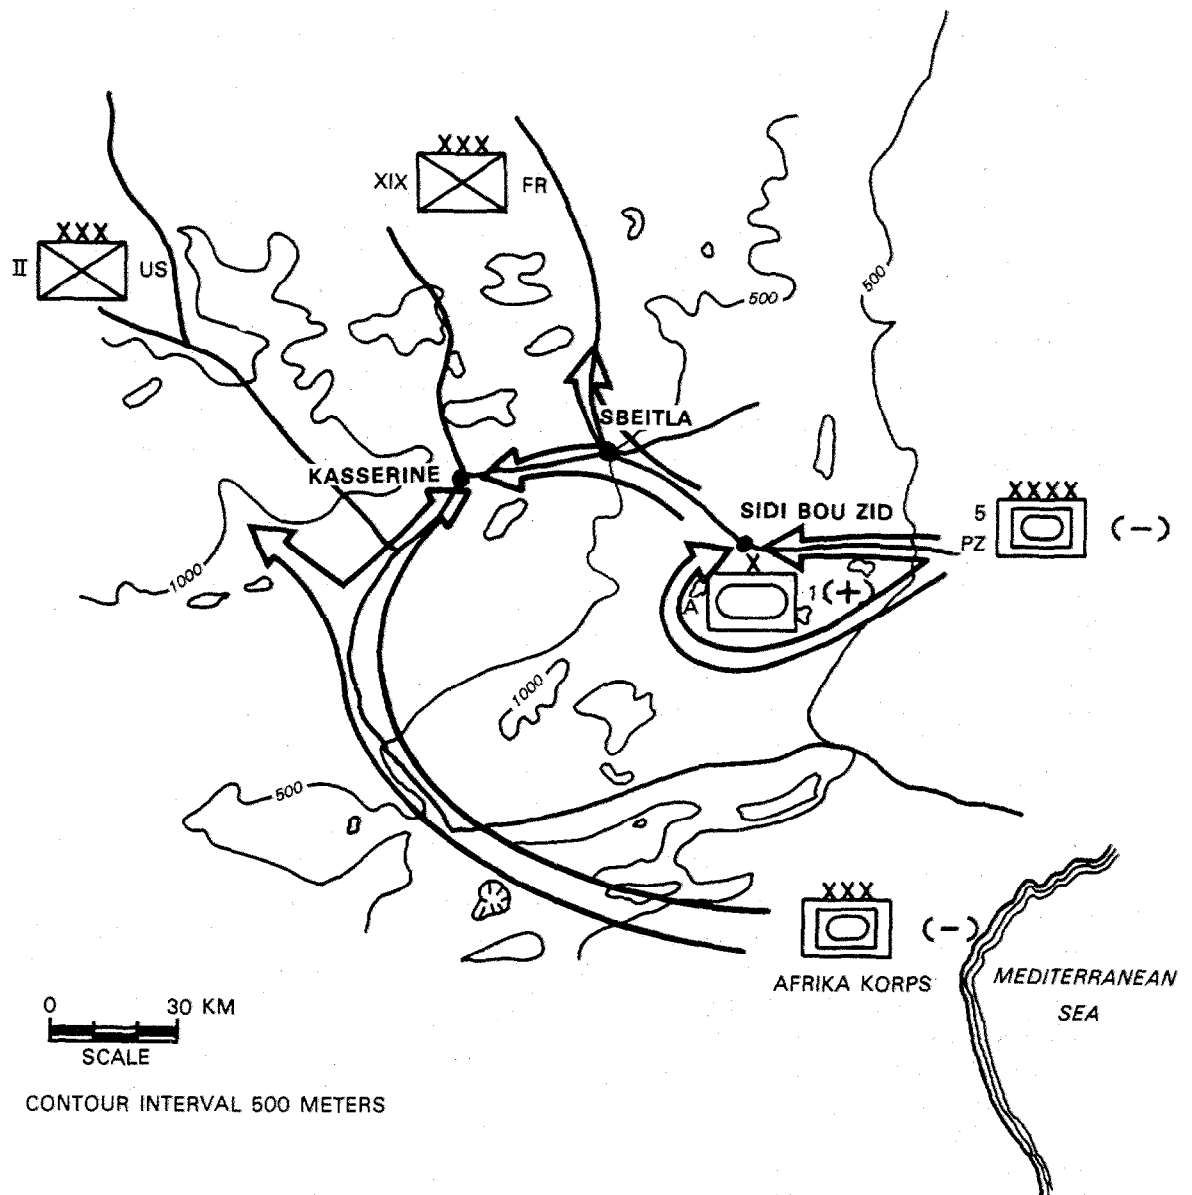 XXX
XIX FR
XXX
II US
500
500
SBEITLA
KASSERINE
SIDI BOU ZID
XXXX
5
PZ (-)
X
A 1(+)
1000
1000
500
XXX
(-)
AFRIKA KORPS
MEDITERRANEAN
SEA
0 30 KM
SCALE
CONTOUR INTERVAL 500 METERS